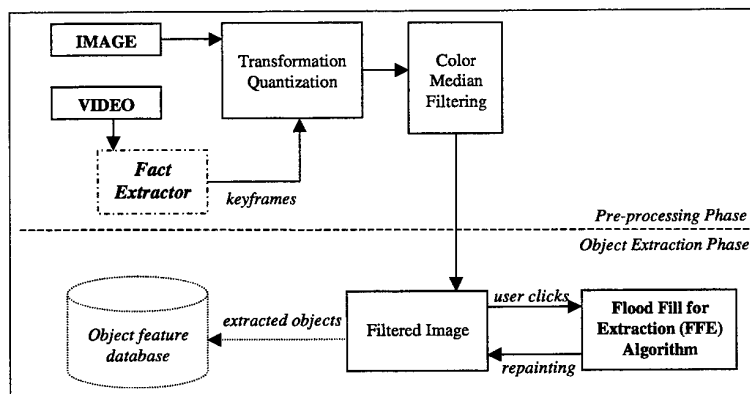 IMAGE
VIDEO
Fact
Extractor
keyframes
Transformation
Quantization
Color
Median
Filtering
Pre-processing Phase
Object Extraction Phase
Object feature
database
extracted objects
Filtered Image
user clicks
repainting
Flood Fill for
Extraction (FFE)
Algorithm